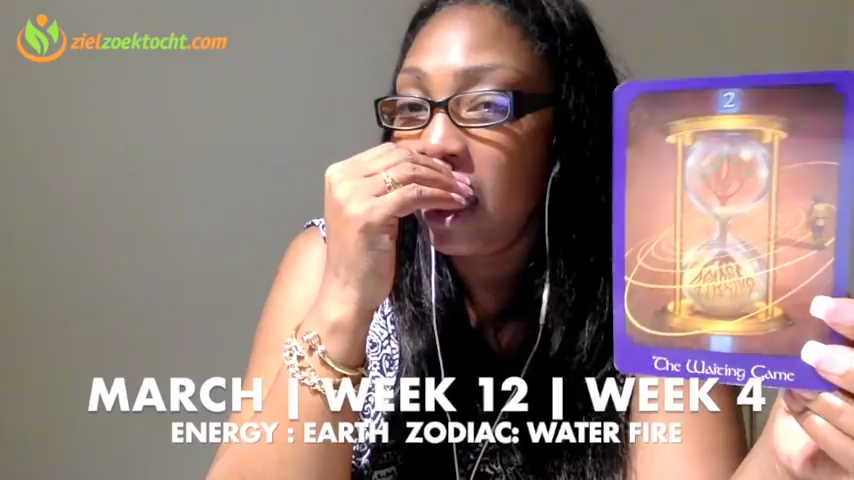 zielzoektocht.com
2
The Waiting Game
MARCH | WEEK 12 | WEEK 4
ENERGY : EARTH ZODIAC: WATER FIRE